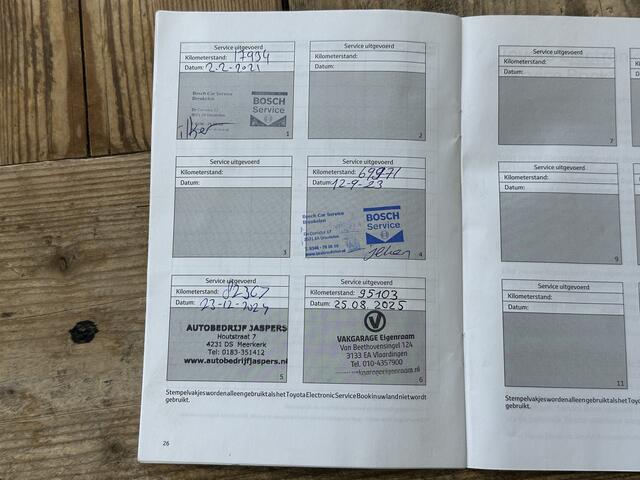 Service uitgevoerd
Kilometerstand: 17934
Datum: 2-2-2021
Bosch Car Service
Breukelen
BOSCH
Service
1
Service uitgevoerd
Kilometerstand:
Datum:
2
Service uitgevoerd
Kilometerstand:
Datum:
3
Service uitgevoerd
Kilometerstand: 69971
Datum: 12-9-23
Bosch Car Service
Breukelen
BOSCH
Service
4
Service uitgevoerd
Kilometerstand: 82367
Datum: 23-12-2024
AUTOBEDRIJF JASPERS
Houtstraat 7
4231 DS Meerkerk
Tel: 0183-351412
www.autobedrijfjaspers.nl
5
Service uitgevoerd
Kilometerstand: 95103
Datum: 25 08. 2025
VAKGARAGE Eigenraam
Van Beethovensingel 124
3133 EA Vlaardingen
Tel. 010-4357900
6
Stempelvakjes worden alleen gebruikt als het Toyota Electronic Service Book in uw land niet wordt
gebruikt.
26
Service uitgevoerd
Kilometerstand:
Datum:
7
Service uitgevoerd
Kilometerstand:
Datum:
9
Service uitgevoerd
Kilometerstand:
Datum:
11
Stempelvakjes worden alleen gebruikt als het Toy
gebruikt.